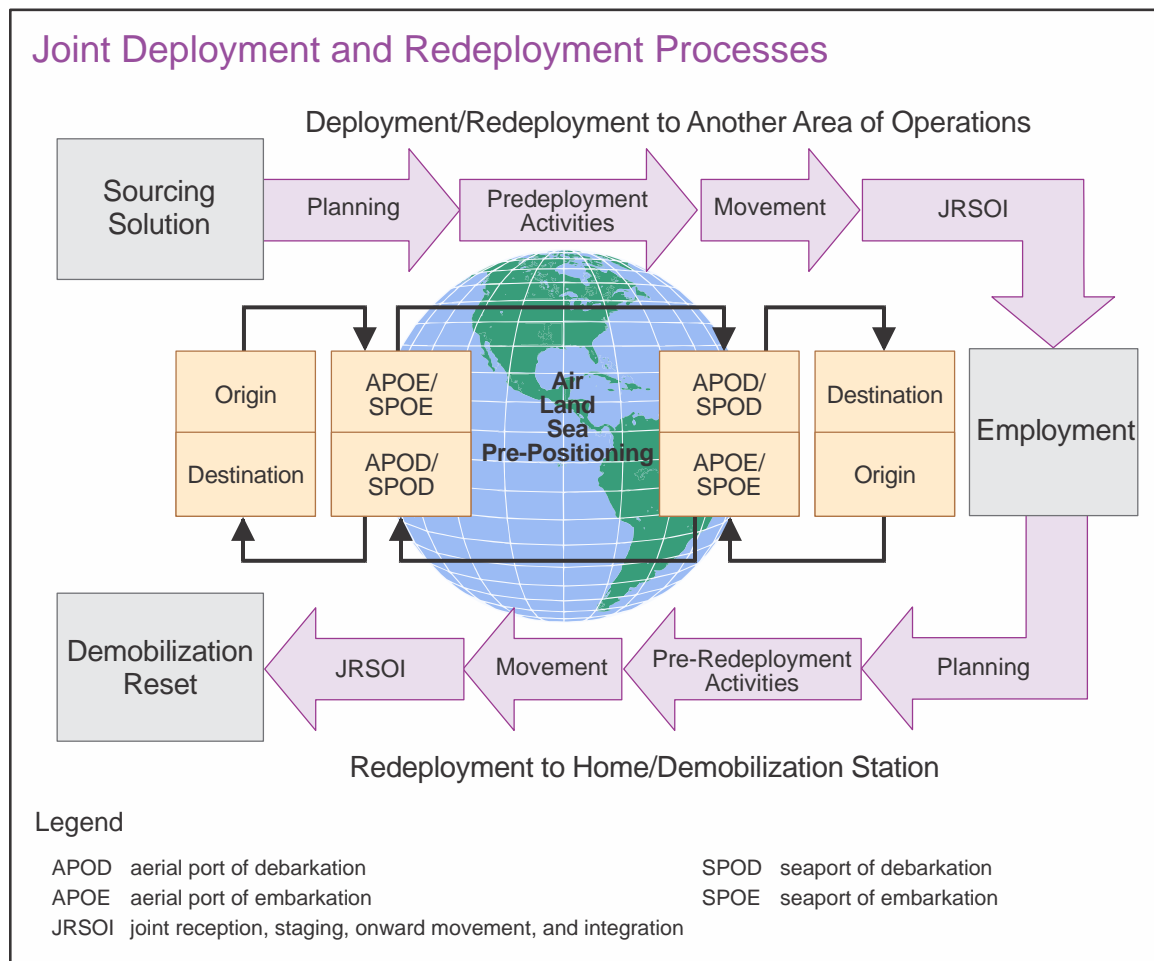 Joint Deployment and Redeployment Processes
Deployment/Redeployment to Another Area of Operations
Sourcing
Solution
Planning
Predeployment
Activities
Movement
JRSOI
Origin
APOE/
SPOE
Air
Land
Sea
Pre-Positioning
APOD/
SPOD
Destination
Employment
Destination
APOD/
SPOD
APOE/
SPOE
Origin
Demobilization
Reset
JRSOI
Movement
Pre-Redeployment
Activities
Planning
Redeployment to Home/Demobilization Station
Legend
APOD aerial port of debarkation
APOE aerial port of embarkation
JRSOI joint reception, staging, onward movement, and integration
SPOD seaport of debarkation
SPOE seaport of embarkation